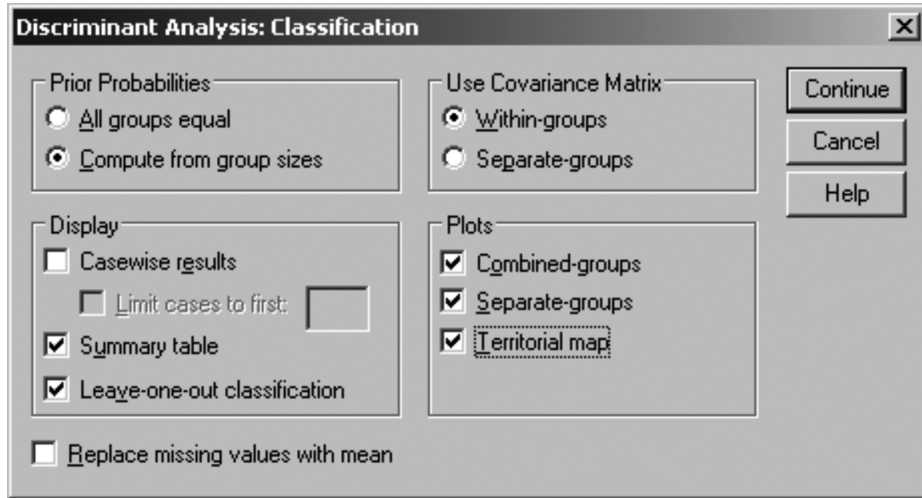 Discriminant Analysis: Classification
Prior Probabilities
All groups equal
Compute from group sizes
Use Covariance Matrix
Within-groups
Separate-groups
Continue
Cancel
Help
Display
Casewise results
Limit cases to first:
Summary table
Leave-one-out classification
Plots
Combined-groups
Separate-groups
Territorial map
Replace missing values with mean